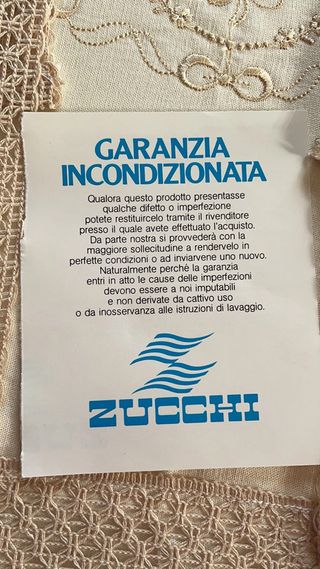 GARANZIA
INCONDIZIONATA
Qualora questo prodotto presentasse
qualche difetto o imperfezione
potete restituircelo tramite il rivenditore
presso il quale avete effettuato l'acquisto.
Da parte nostra si provvederà con la
maggiore sollecitudine a rendervelo in
perfette condizioni o ad inviarvene uno nuovo.
Naturalmente perchè la garanzia
entri in atto le cause delle imperfezioni
devono essere a noi imputabili
e non derivate da cattivo uso
o da inosservanza alle istruzioni di lavaggio.
ZUCCHI